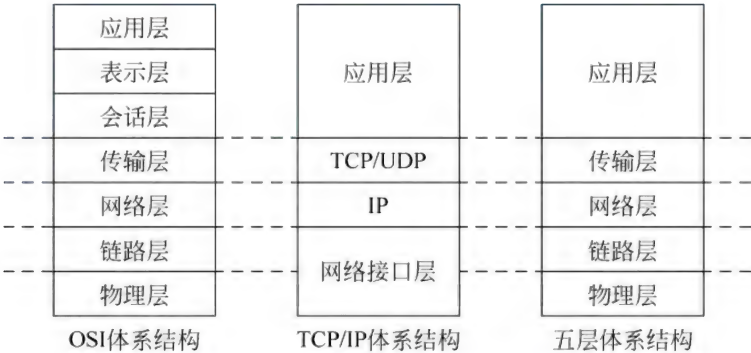 应用层
表示层
会话层
传输层
网络层
链路层
物理层
OSI体系结构
应用层
TCP/UDP
IP
网络接口层
TCP/IP体系结构
应用层
传输层
网络层
链路层
物理层
五层体系结构